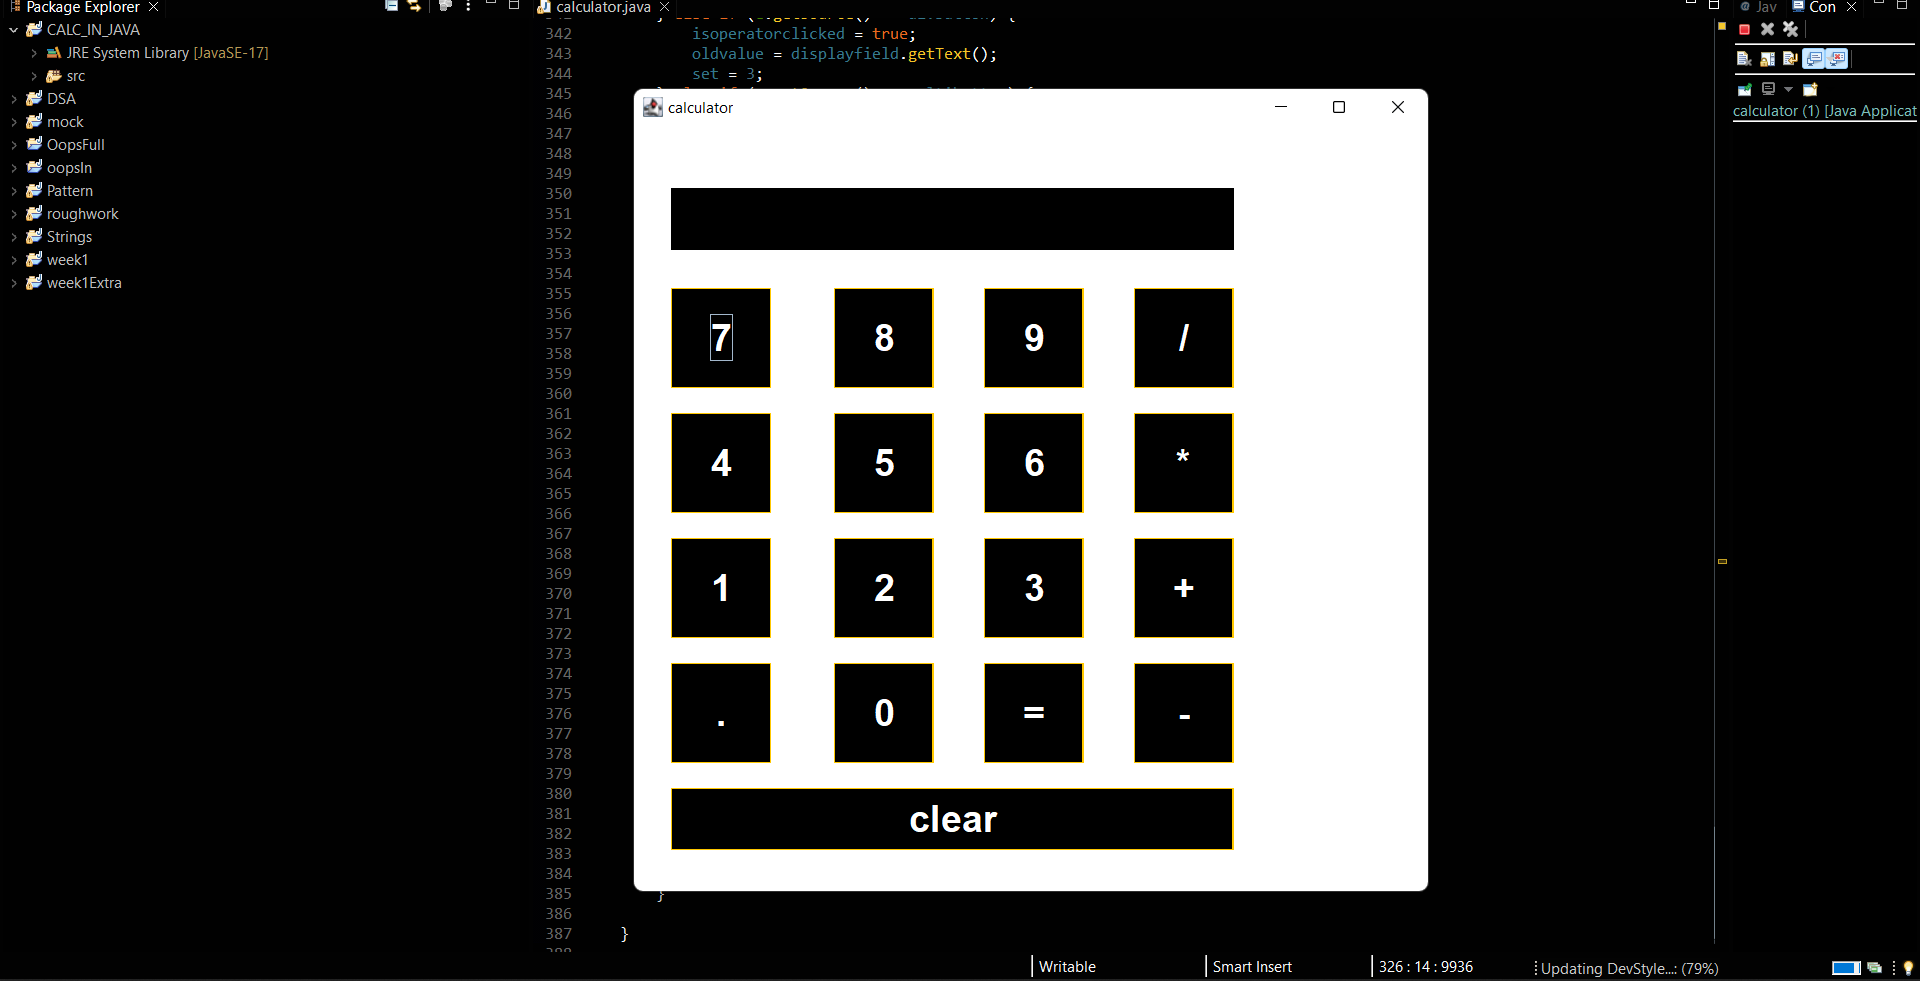 Package Explorer
CALC_IN_JAVA
JRE System Library [JavaSE-17]
src
DSA
mock
OopsFull
oopsIn
Pattern
roughwork
Strings
week1
week1Extra
calculator.java
342 isoperatorclicked = true;
343 oldvalue = displayfield.getText();
344 set = 3;
345
346
347
348
349
350
351
352
353
354
355
356
357
358
359
360
361
362
363
364
365
366
367
368
369
370
371
372
373
374
375
376
377
378
379
380
381
382
383
384
385 }
386
387 }
calculator
7 8 9 /
4 5 6 *
1 2 3 +
. 0 = -
clear
Jav Con
calculator (1) [Java Applicat
Writable Smart Insert 326 : 14 : 9936 Updating DevStyle...: (79%)